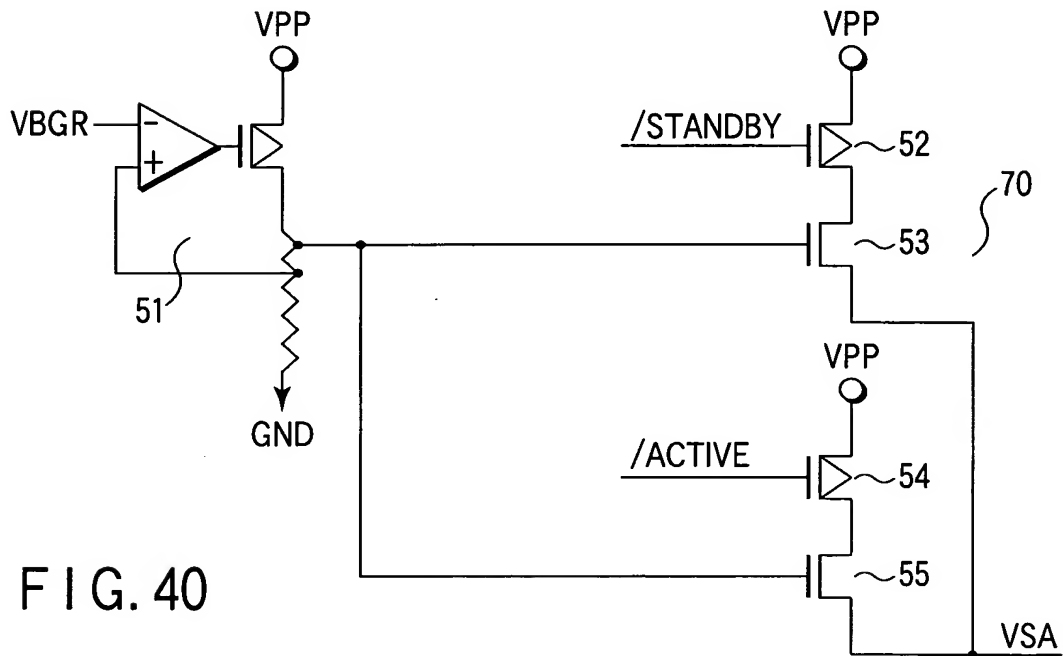 VPP
VPP
VBGR
-
+
/STANDBY
52
70
53
51
VPP
GND
/ACTIVE
54
55
FIG. 40
VSA